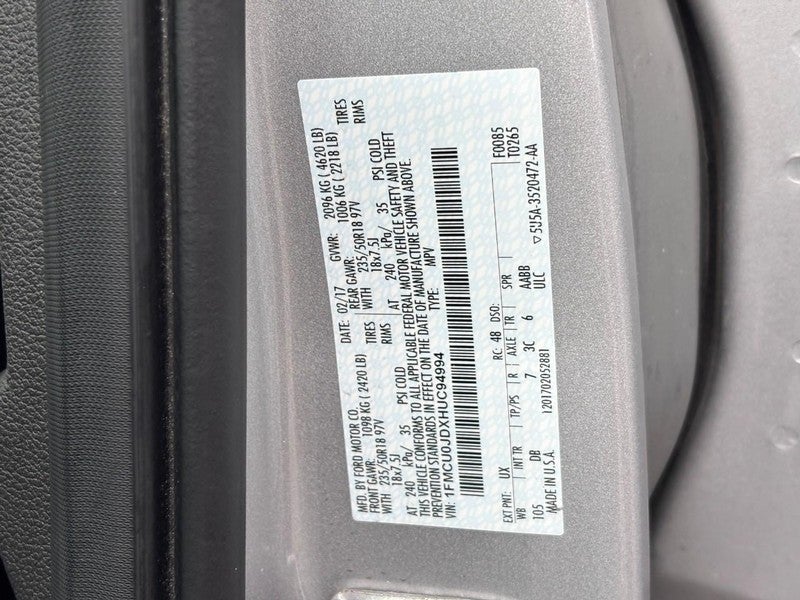 MFD. BY FORD MOTOR CO. DATE: 02/17 GVWR: 2096 KG ( 4620 LB)
FRONT GAWR: 1098 KG ( 2420 LB) REAR GAWR: 1006 KG ( 2218 LB)
WITH 235/50R18 97V TIRES WITH 235/50R18 97V TIRES
18x7.5J RIMS 18x7.5J RIMS
AT 240 kPa/ 35 PSI COLD AT 240 kPa/ 35 PSI COLD
THIS VEHICLE CONFORMS TO ALL APPLICABLE FEDERAL MOTOR VEHICLE SAFETY AND THEFT
PREVENTION STANDARDS IN EFFECT ON THE DATE OF MANUFACTURE SHOWN ABOVE.
VIN: 1FMCU0JDXHUC94994 TYPE: MPV
F0085
T0265
EXT PNT: UX RC: 48 DSO:
WB INT TR TP/PS R AXLE TR SPR
105 DB 7 3C 6 AABB
MADE IN U.S.A. 1201702052881 ULC
▽5U5A-3520472-AA